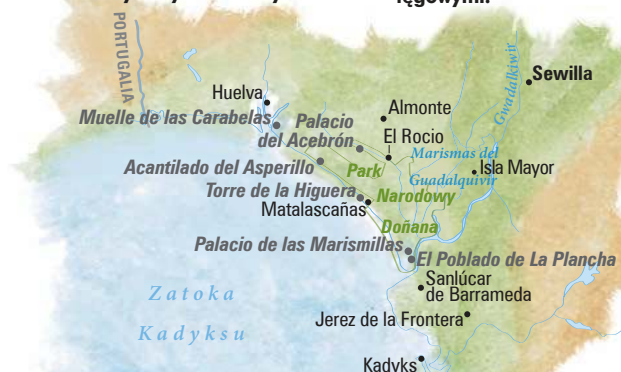 lęgowymi.
PORTUGALIA
Sewilla
Gwadalkiwir
Huelva
Almonte
Muelle de las Carabelas
Palacio
del Acebrón
El Rocio
Marismas del
Guadalquivir
Isla Mayor
Acantilado del Asperillo
Park
Narodowy
Doñana
Torre de la Higuera
Matalascañas
Palacio de las Marismillas
El Poblado de La Plancha
Sanlúcar
de Barrameda
Zatoka
Kadyksu
Jerez de la Frontera
Kadyks